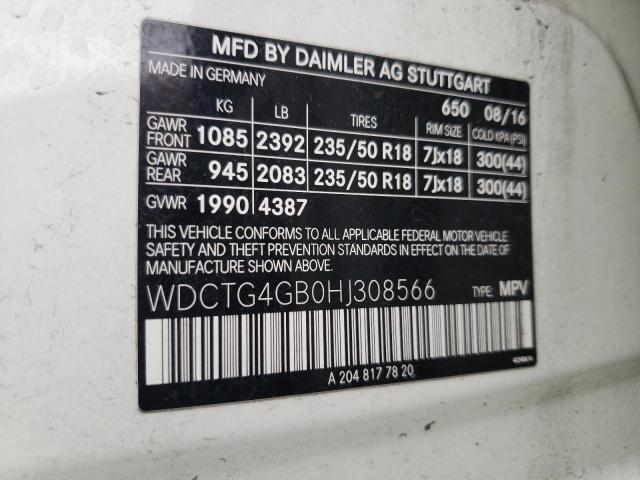 MFD BY DAIMLER AG STUTTGART
MADE IN GERMANY 650 08/16
KG LB TIRES RIM SIZE COLD KPA (PSI)
GAWR FRONT 1085 2392 235/50 R18 7Jx18 300(44)
GAWR REAR 945 2083 235/50 R18 7Jx18 300(44)
GVWR 1990 4387
THIS VEHICLE CONFORMS TO ALL APPLICABLE FEDERAL MOTOR VEHICLE
SAFETY AND THEFT PREVENTION STANDARDS IN EFFECT ON THE DATE OF
MANUFACTURE SHOWN ABOVE.
WDCTG4GB0HJ308566 TYPE: MPV
A 204 817 78 20